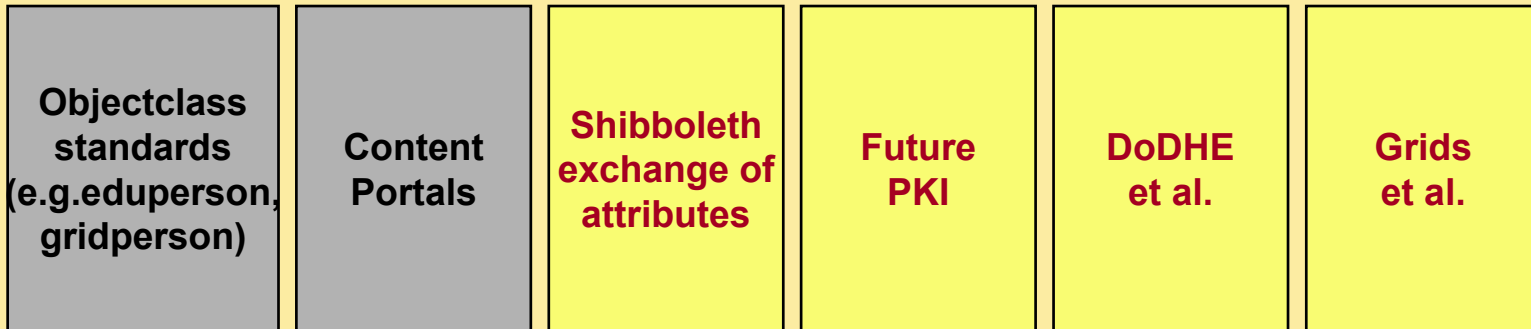 Objectclass
standards
(e.g.eduperson,
gridperson)
Content
Portals
Shibboleth
exchange of
attributes
Future
PKI
DoDHE
et al.
Grids
et al.